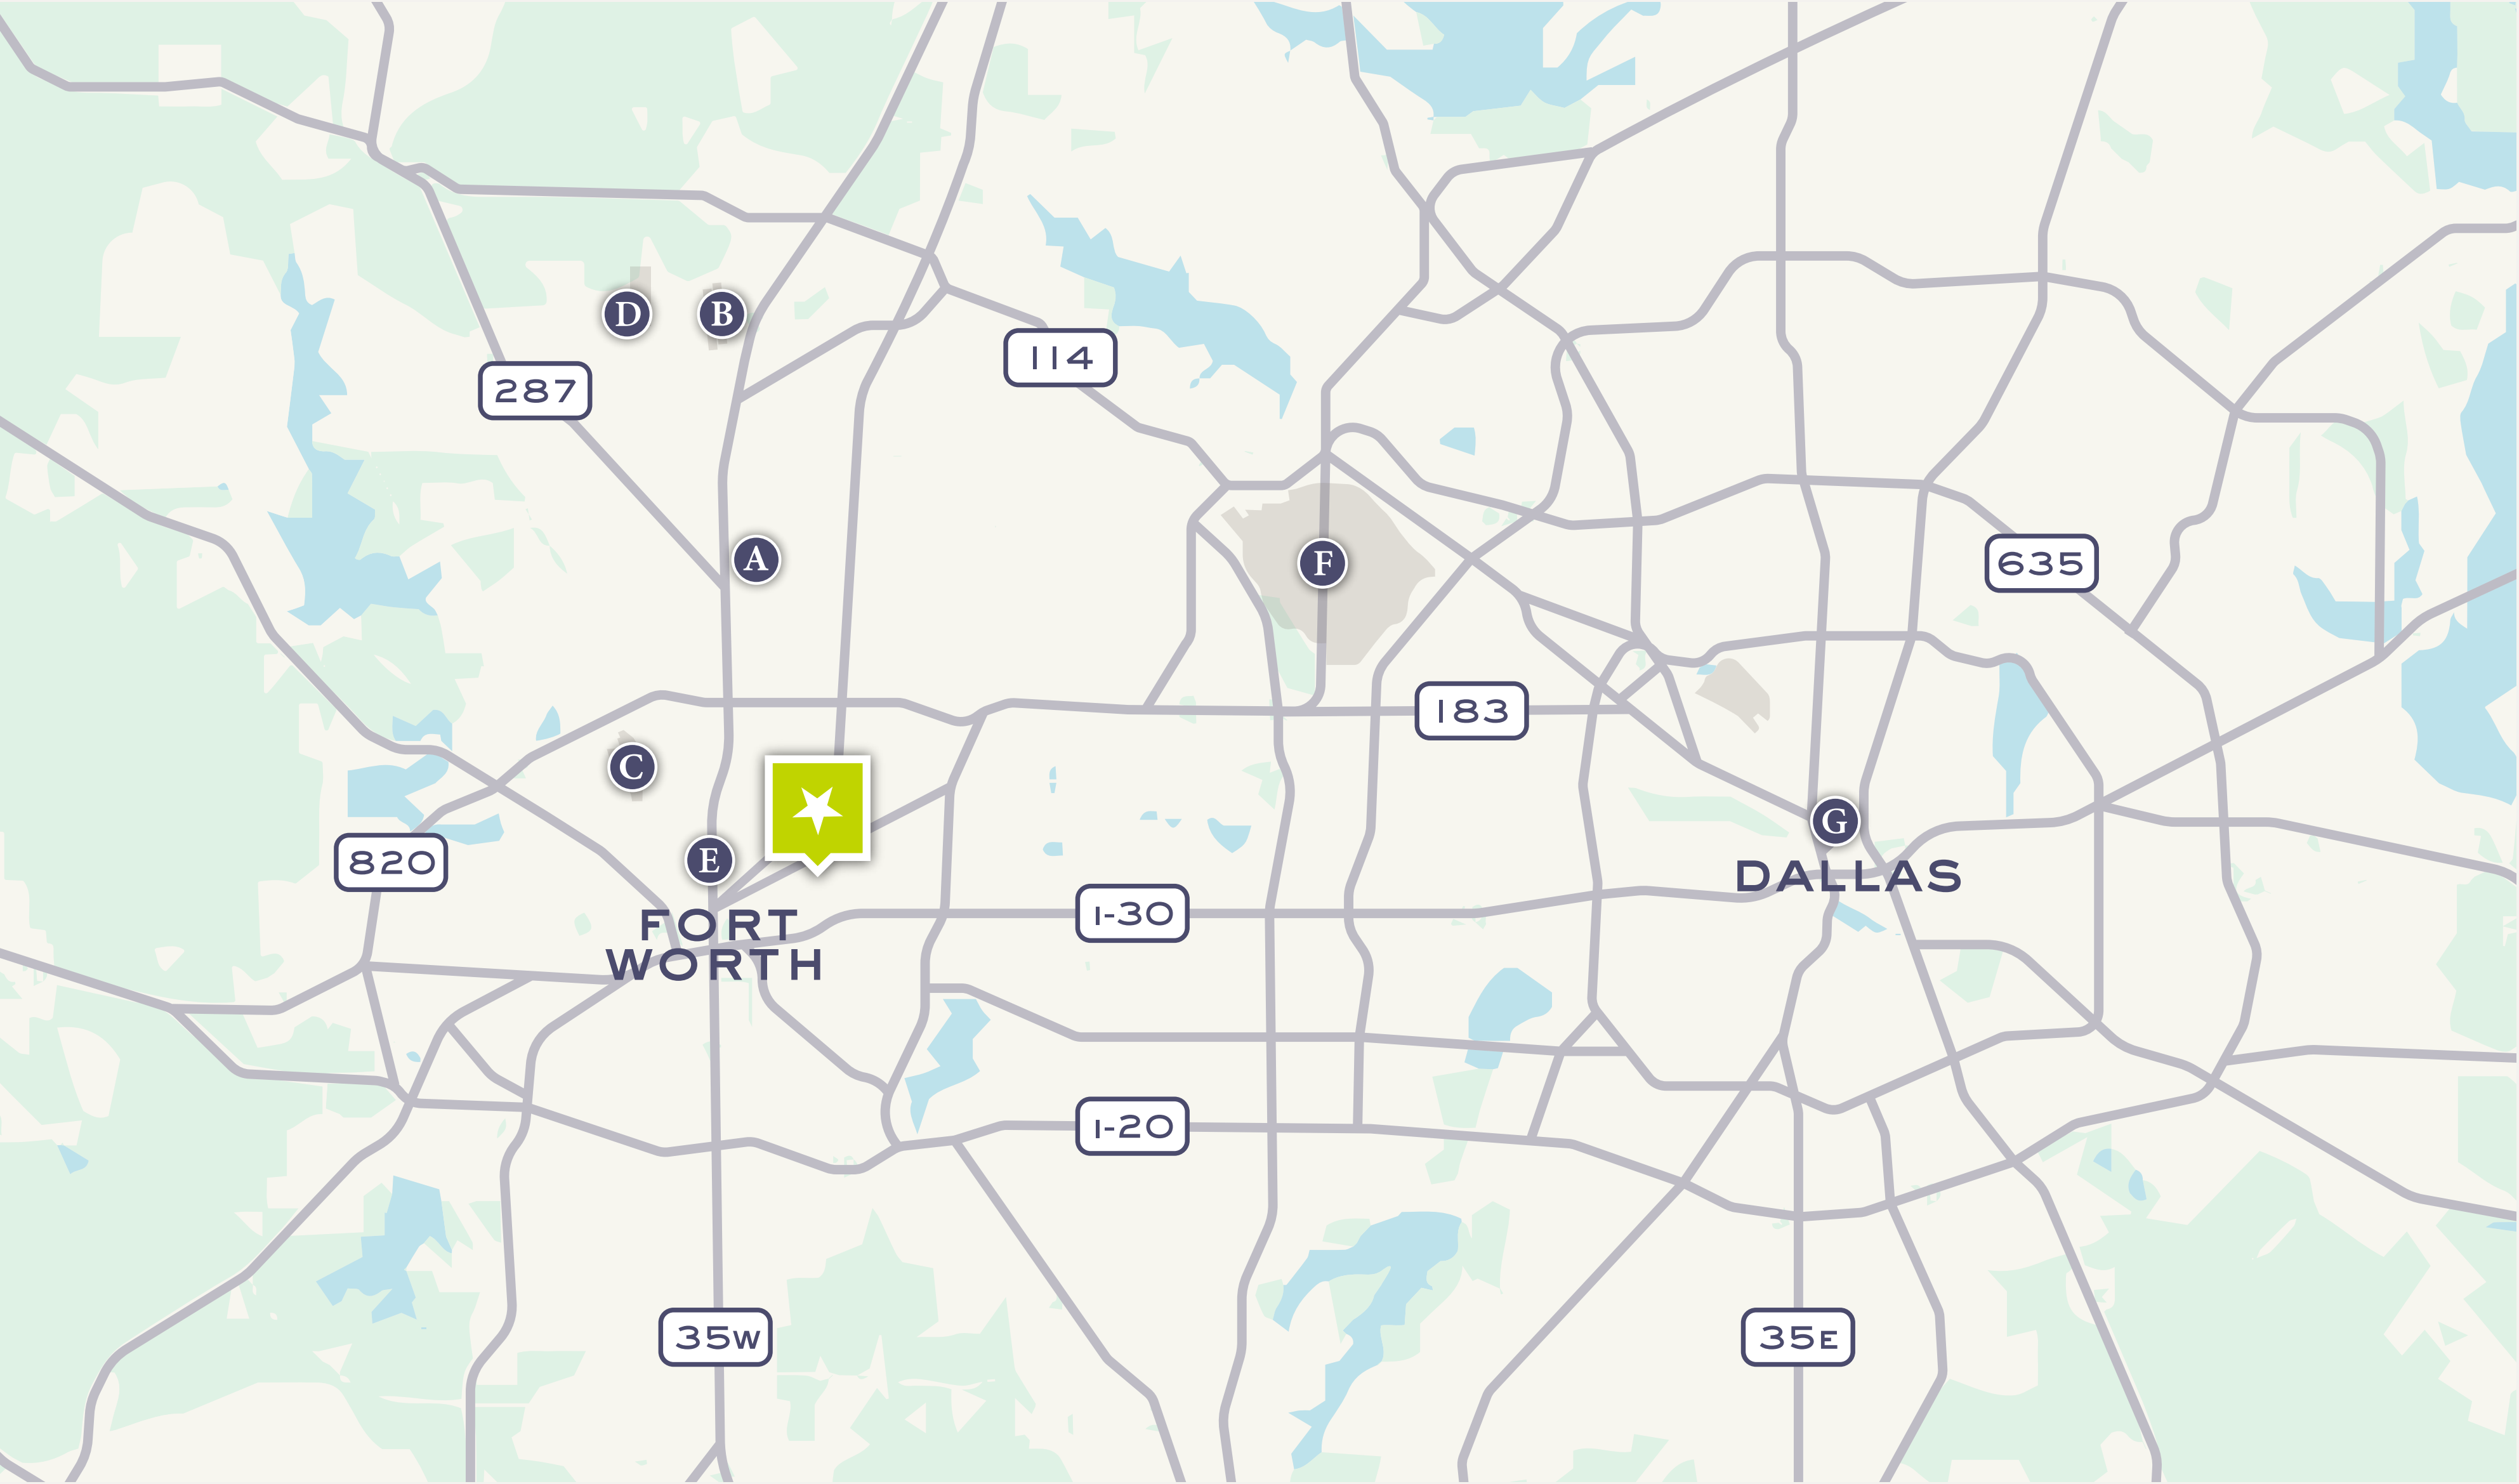 D
B
114
287
A
F
635
183
C
G
820
E
DALLAS
I-30
FORT
WORTH
I-20
35W
35E